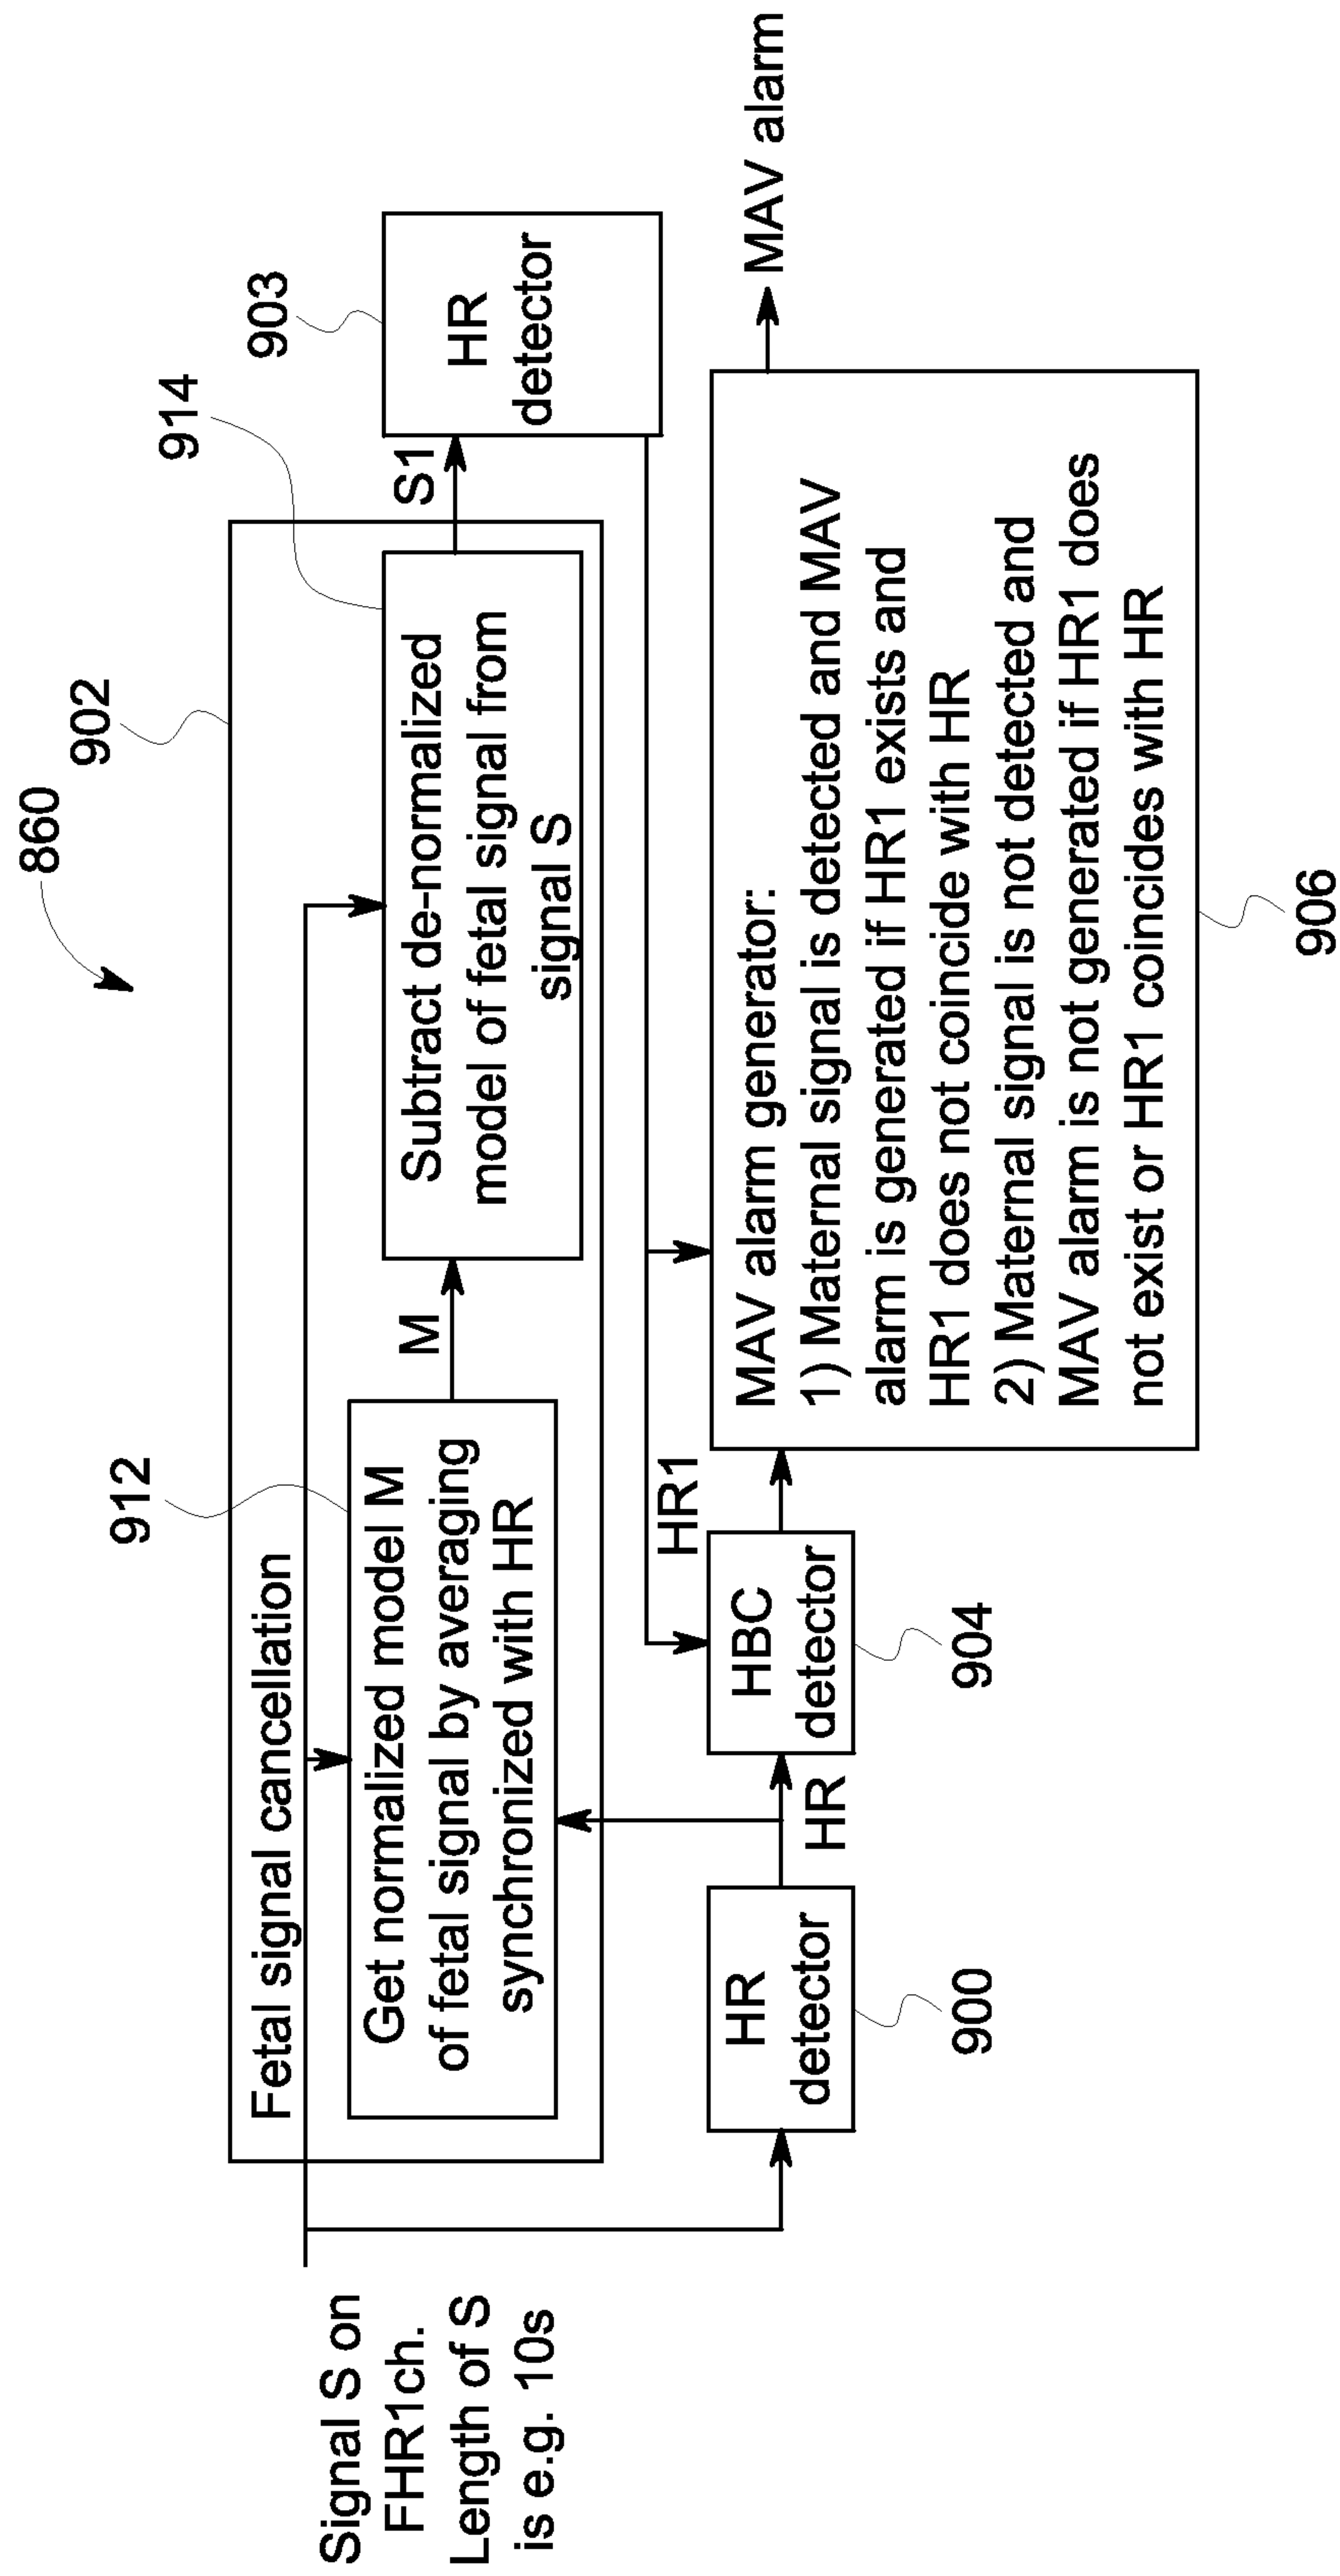 860
902
914
903
912
Fetal signal cancellation
Signal S on
FHR1ch.
Length of S
is e.g. 10s
Get normalized model M
of fetal signal by averaging
synchronized with HR
M
Subtract de-normalized
model of fetal signal from
signal S
S1
HR
detector
HR
detector
900
HR
HBC
detector
904
HR1
MAV alarm generator:
1) Maternal signal is detected and MAV
alarm is generated if HR1 exists and
HR1 does not coincide with HR
2) Maternal signal is not detected and
MAV alarm is not generated if HR1 does
not exist or HR1 coincides with HR
906
MAV alarm